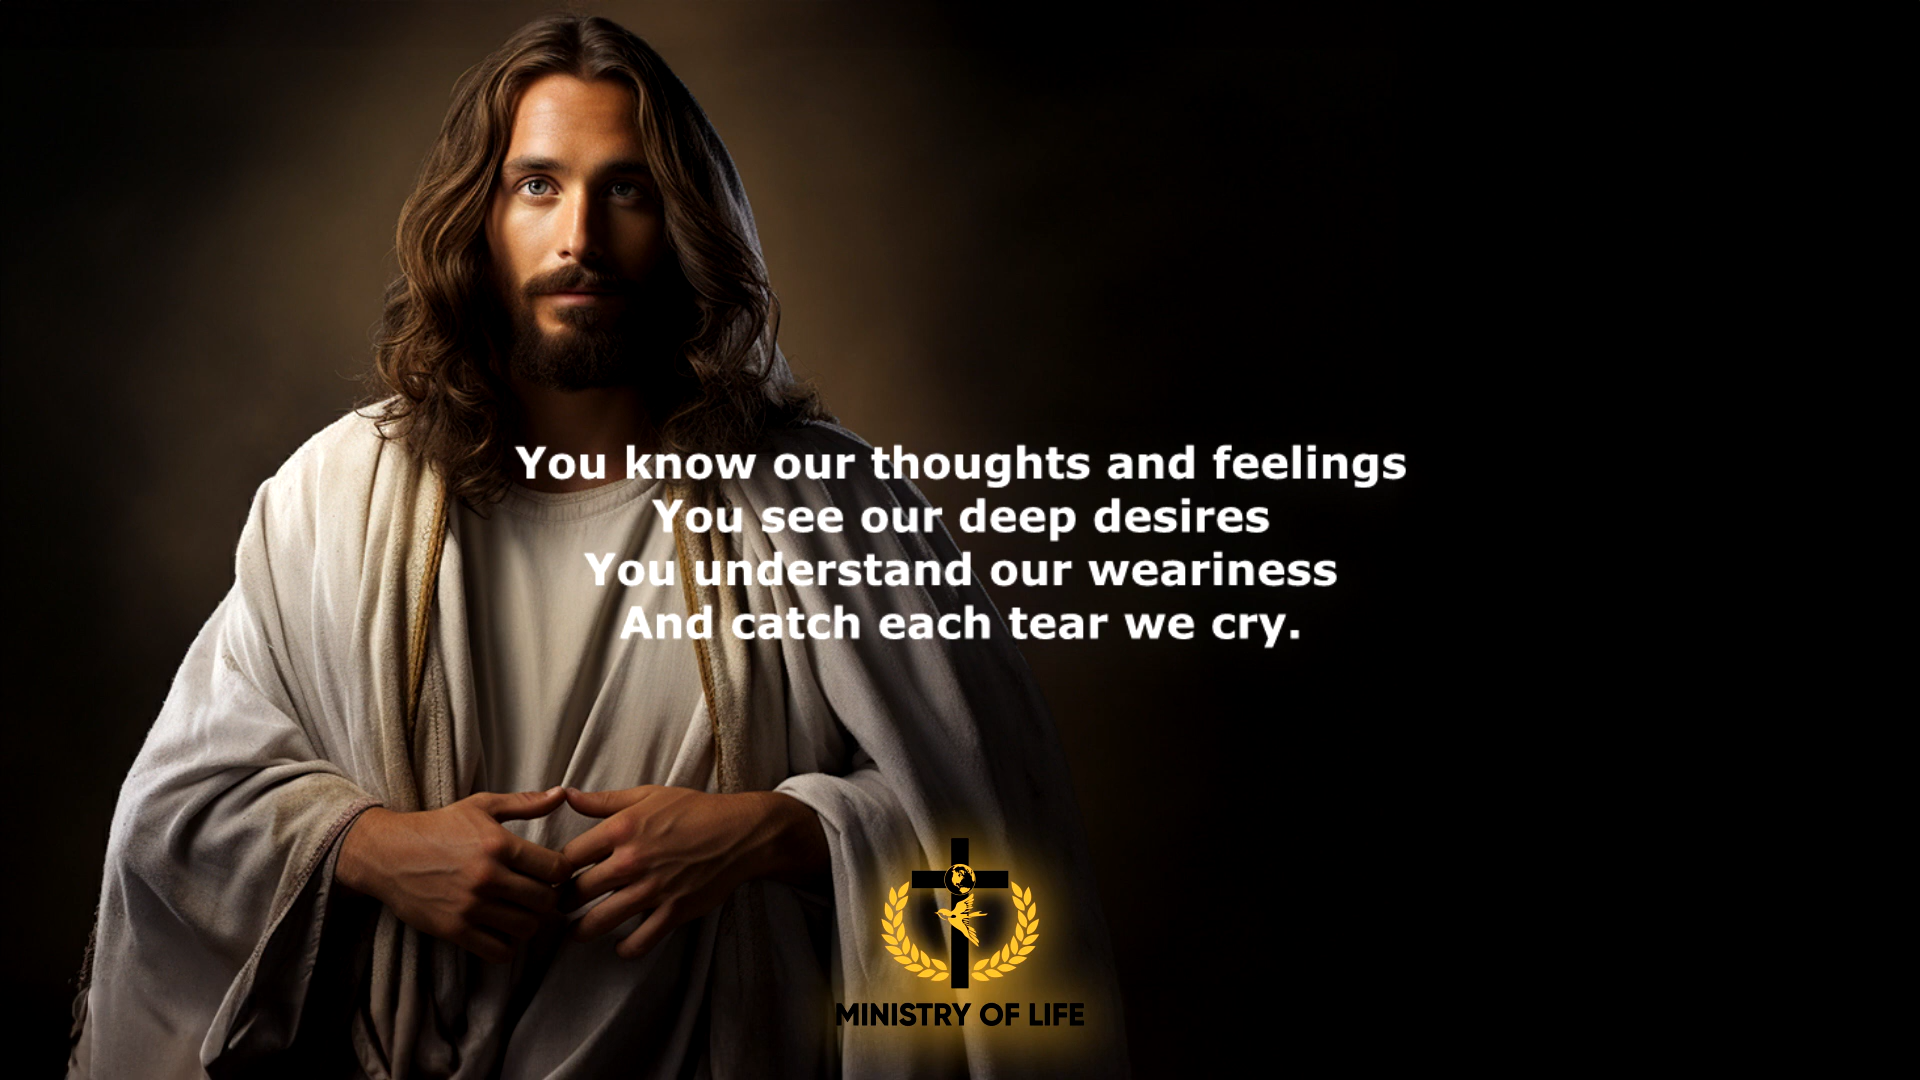 You know our thoughts and feelings
You see our deep desires
You understand our weariness
And catch each tear we cry.
MINISTRY OF LIFE